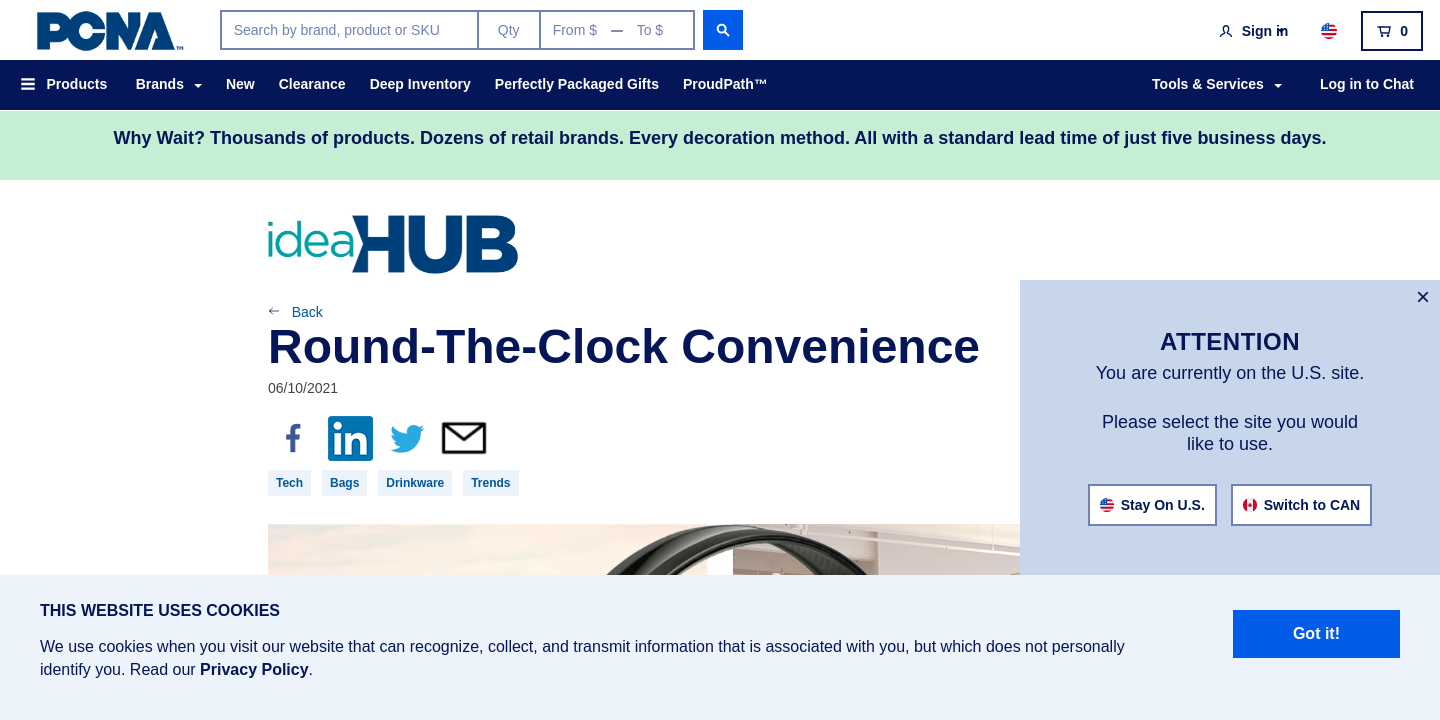 PCNA™
Search by brand, product or SKU
Qty
From $ — To $
Sign in
0
Products
Brands
New
Clearance
Deep Inventory
Perfectly Packaged Gifts
ProudPath™
Tools & Services
Log in to Chat
Why Wait? Thousands of products. Dozens of retail brands. Every decoration method. All with a standard lead time of just five business days.
ideaHUB
Back
Round-The-Clock Convenience
06/10/2021
Tech
Bags
Drinkware
Trends
ATTENTION
You are currently on the U.S. site.
Please select the site you would
like to use.
Stay On U.S.
Switch to CAN
THIS WEBSITE USES COOKIES
We use cookies when you visit our website that can recognize, collect, and transmit information that is associated with you, but which does not personally
identify you. Read our Privacy Policy.
Got it!